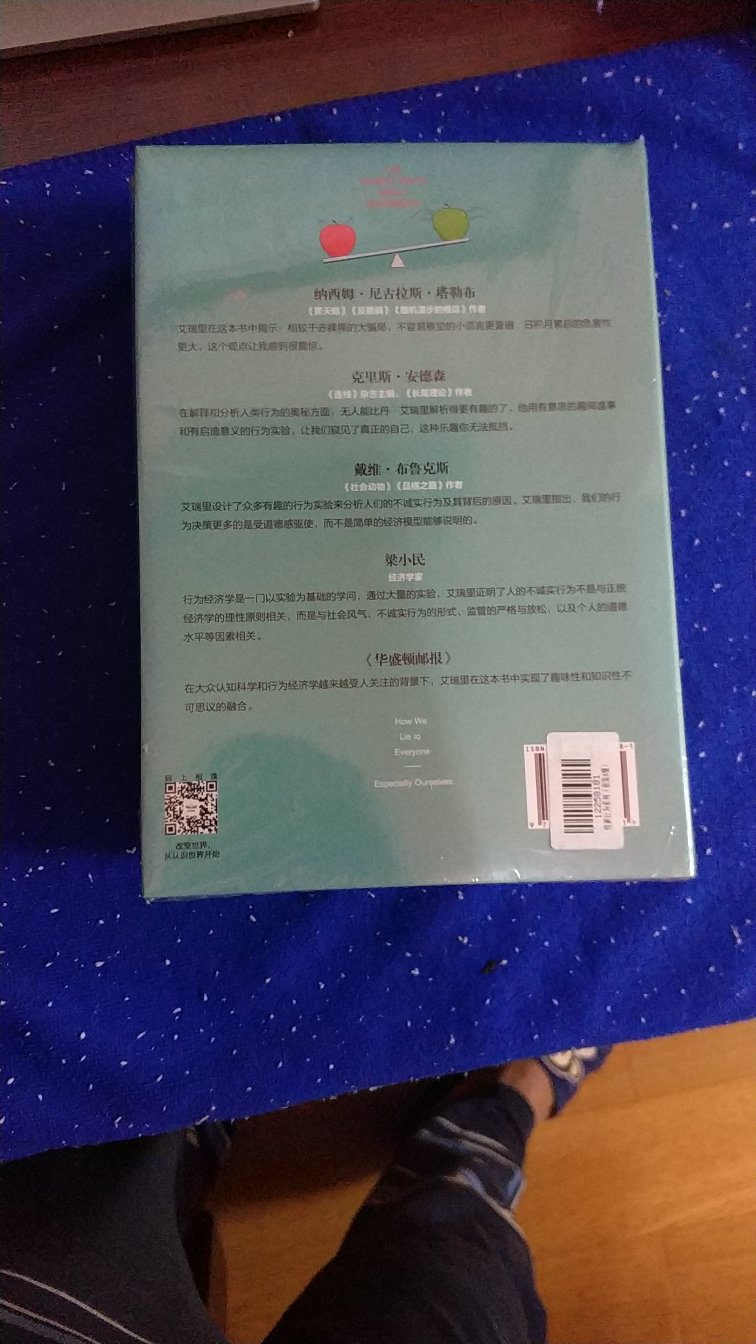 纳西姆·尼古拉斯·塔勒布
《黑天鹅》《反脆弱》《随机漫步的傻瓜》作者
艾瑞里在这本书中揭示：相较于赤裸裸的大骗局，不容易察觉的小谎言更普遍，日积月累后的危害性
更大。这个观点让我感到很震惊。
克里斯·安德森
《连线》杂志主编、《长尾理论》作者
在解释和分析人类行为的奥秘方面，无人能比丹·艾瑞里解析得更有趣的了，他用有意思的趣闻逸事
和有启迪意义的行为实验，让我们窥见了真正的自己，这种乐趣你无法抵挡。
戴维·布鲁克斯
《社会动物》《品格之路》作者
艾瑞里设计了众多有趣的行为实验来分析人们的不诚实行为及其背后的原因。艾瑞里指出，我们的行
为决策更多的是受道德感驱使，而不是简单的经济模型能够说明的。
梁小民
经济学家
行为经济学是一门以实验为基础的学问，通过大量的实验，艾瑞里证明了人的不诚实行为不是与正统
经济学的理性原则相关，而是与社会风气、不诚实行为的形式、监管的严格与放松，以及个人的道德
水平等因素相关。
《华盛顿邮报》
在大众认知科学和行为经济学越来越受人关注的背景下，艾瑞里在这本书中实现了趣味性和知识性不
可思议的融合。
How We
Lie to
Everyone
Especially Ourselves
改变世界，
从认识世界开始
ISBN
8-1
9 7
12258181